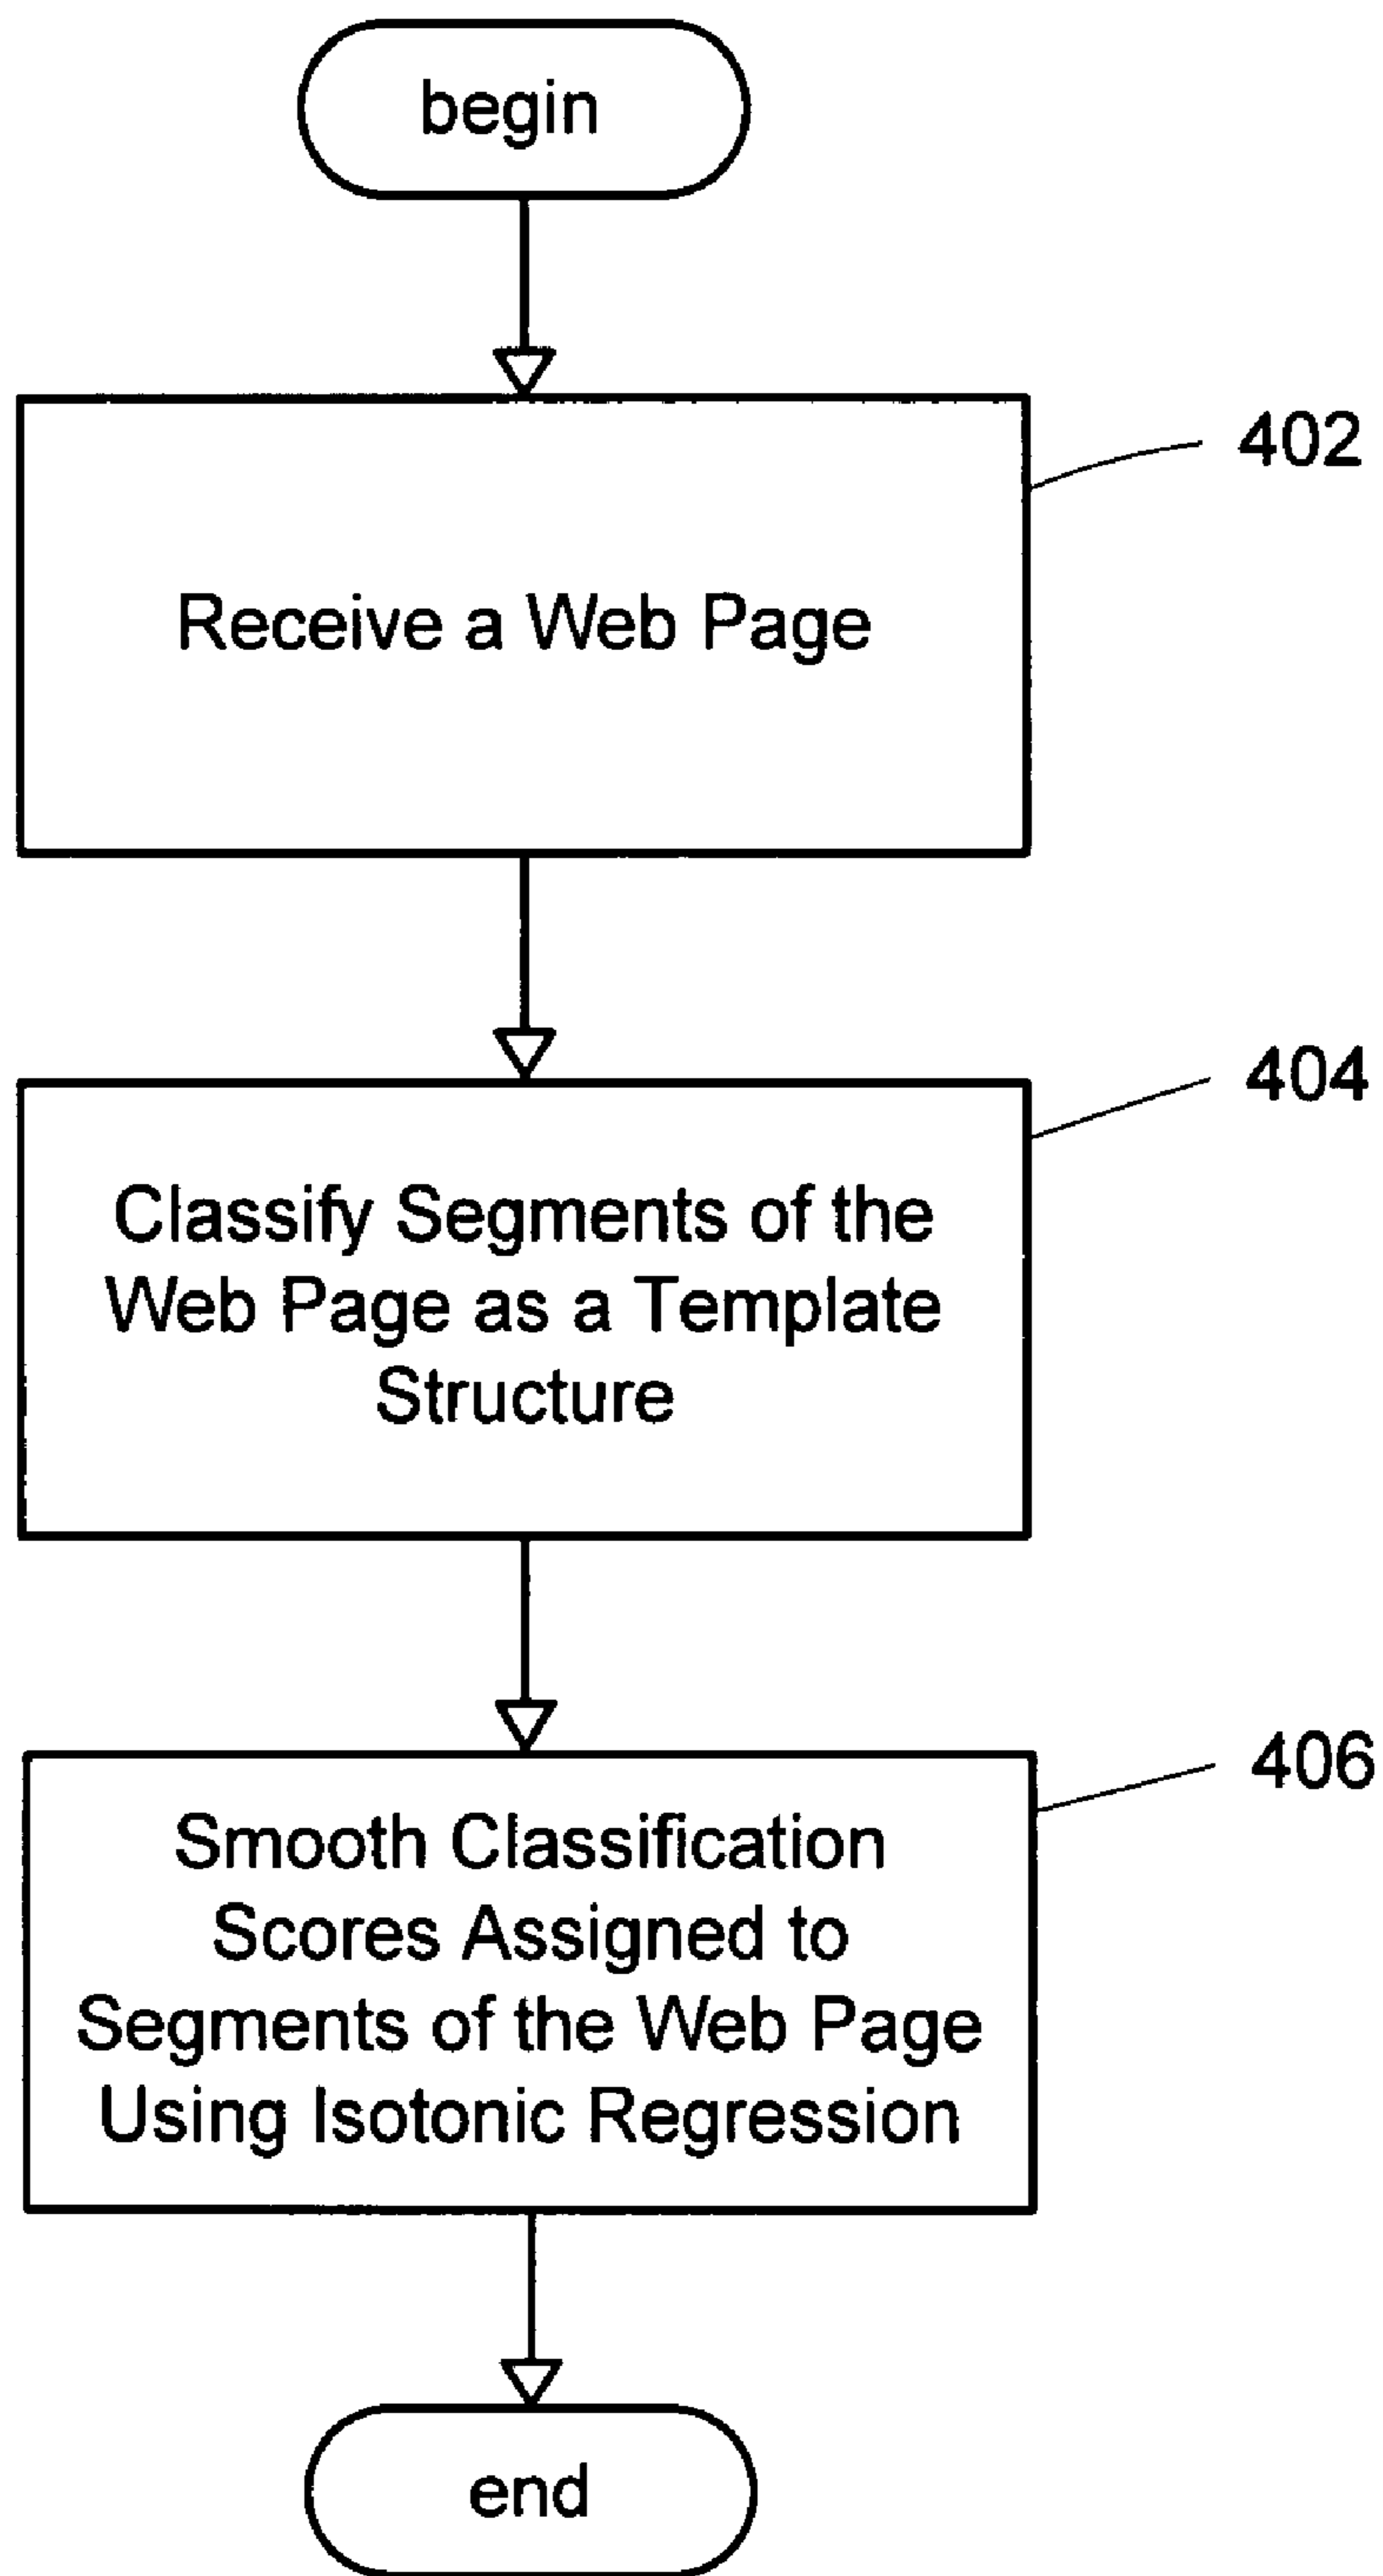 begin
402
Receive a Web Page
404
Classify Segments of the
Web Page as a Template
Structure
406
Smooth Classification
Scores Assigned to
Segments of the Web Page
Using Isotonic Regression
end